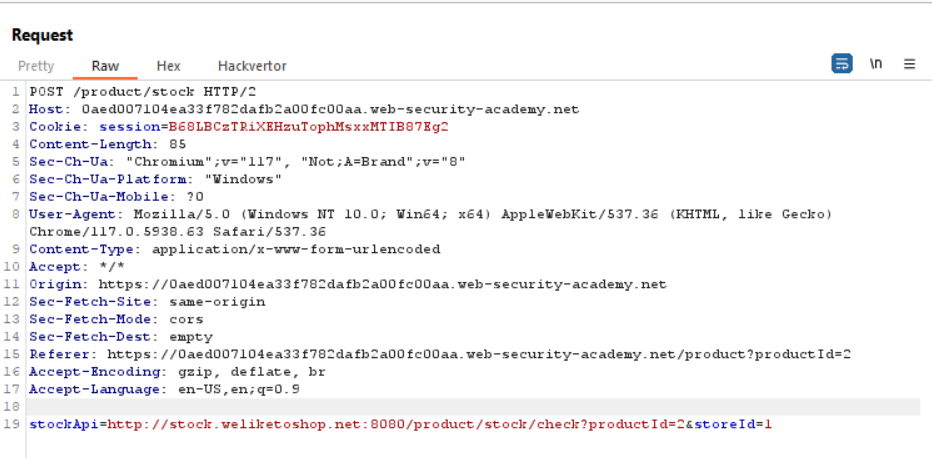 Request
Pretty Raw Hex Hackvertor \n
1 POST /product/stock HTTP/2
2 Host: 0aed007104ea33f782dafb2a00fc00aa.web-security-academy.net
3 Cookie: session=B68LBCzTRiXEHzuTophMsxxMTIB87Eg2
4 Content-Length: 85
5 Sec-Ch-Ua: "Chromium";v="117", "Not;A=Brand";v="8"
6 Sec-Ch-Ua-Platform: "Windows"
7 Sec-Ch-Ua-Mobile: ?0
8 User-Agent: Mozilla/5.0 (Windows NT 10.0; Win64; x64) AppleWebKit/537.36 (KHTML, like Gecko)
Chrome/117.0.5938.63 Safari/537.36
9 Content-Type: application/x-www-form-urlencoded
10 Accept: */*
11 Origin: https://0aed007104ea33f782dafb2a00fc00aa.web-security-academy.net
12 Sec-Fetch-Site: same-origin
13 Sec-Fetch-Mode: cors
14 Sec-Fetch-Dest: empty
15 Referer: https://0aed007104ea33f782dafb2a00fc00aa.web-security-academy.net/product?productId=2
16 Accept-Encoding: gzip, deflate, br
17 Accept-Language: en-US,en;q=0.9
18
19 stockApi=http://stock.weliketoshop.net:8080/product/stock/check?productId=2&storeId=1